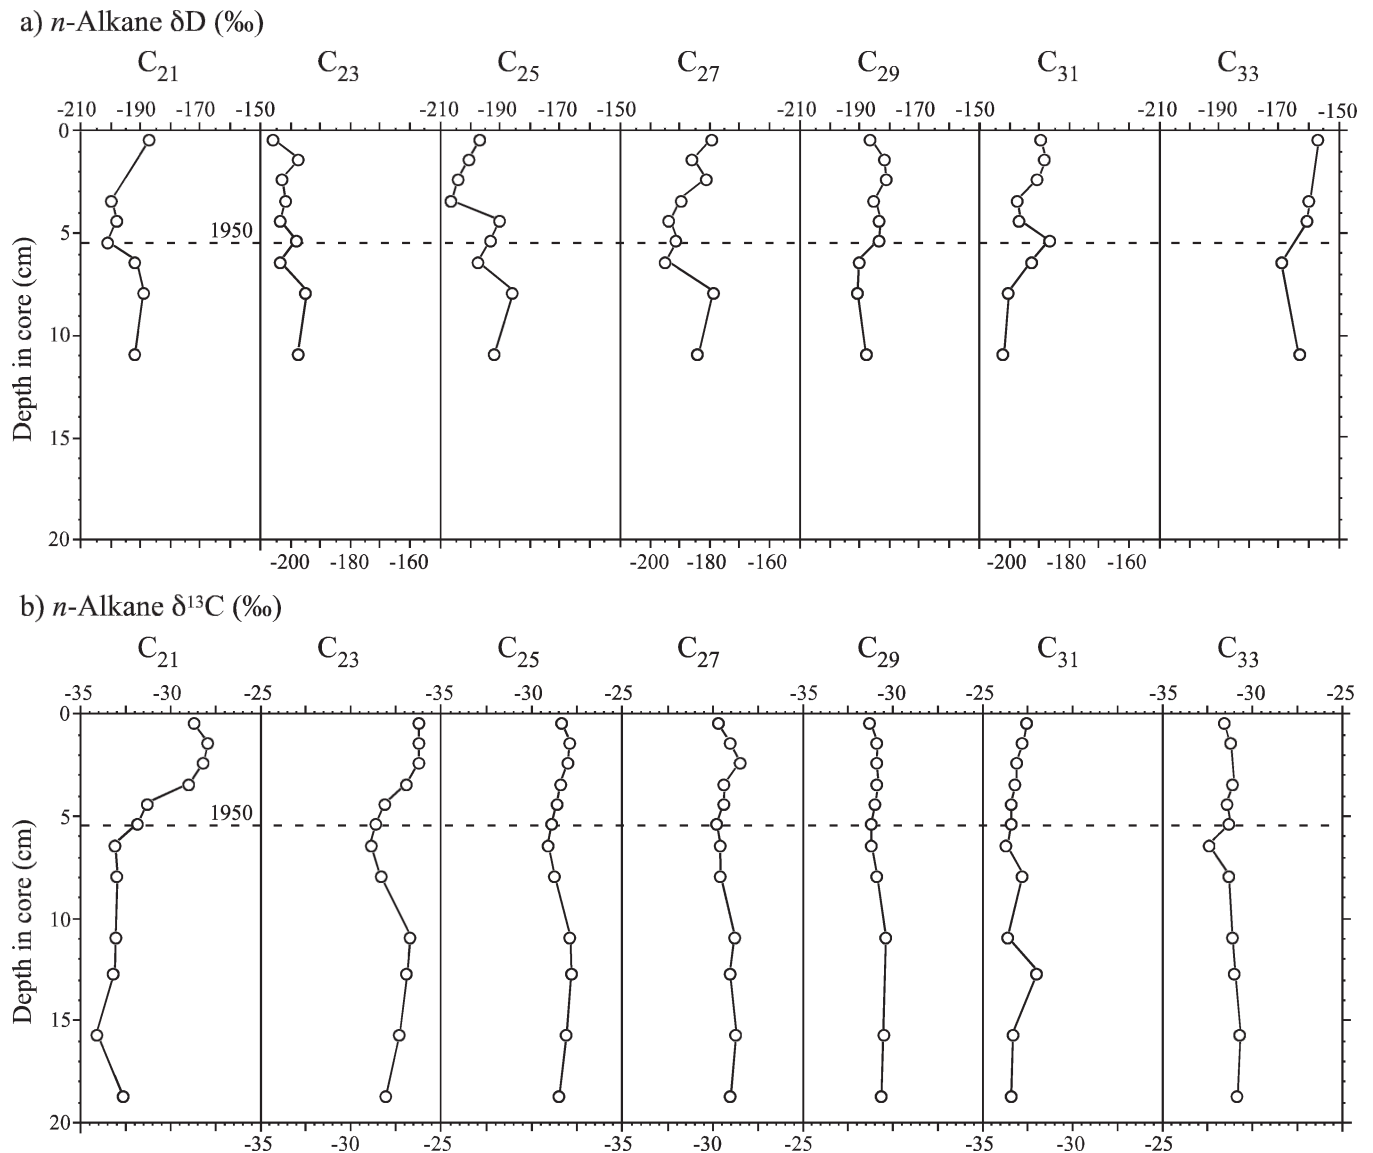 a) n-Alkane δD (‰)
C21 C23 C25 C27 C29 C31 C33
-210 -190 -170 -150 -210 -190 -170 -150 -210 -190 -170 -150 -210 -190 -170 -150
0
5
10
15
20
1950
Depth in core (cm)
-200 -180 -160 -200 -180 -160 -200 -180 -160
b) n-Alkane δ13C (‰)
C21 C23 C25 C27 C29 C31 C33
-35 -30 -25 -35 -30 -25 -35 -30 -25 -35 -30 -25
0
5
10
15
20
1950
Depth in core (cm)
-35 -30 -25 -35 -30 -25 -35 -30 -25